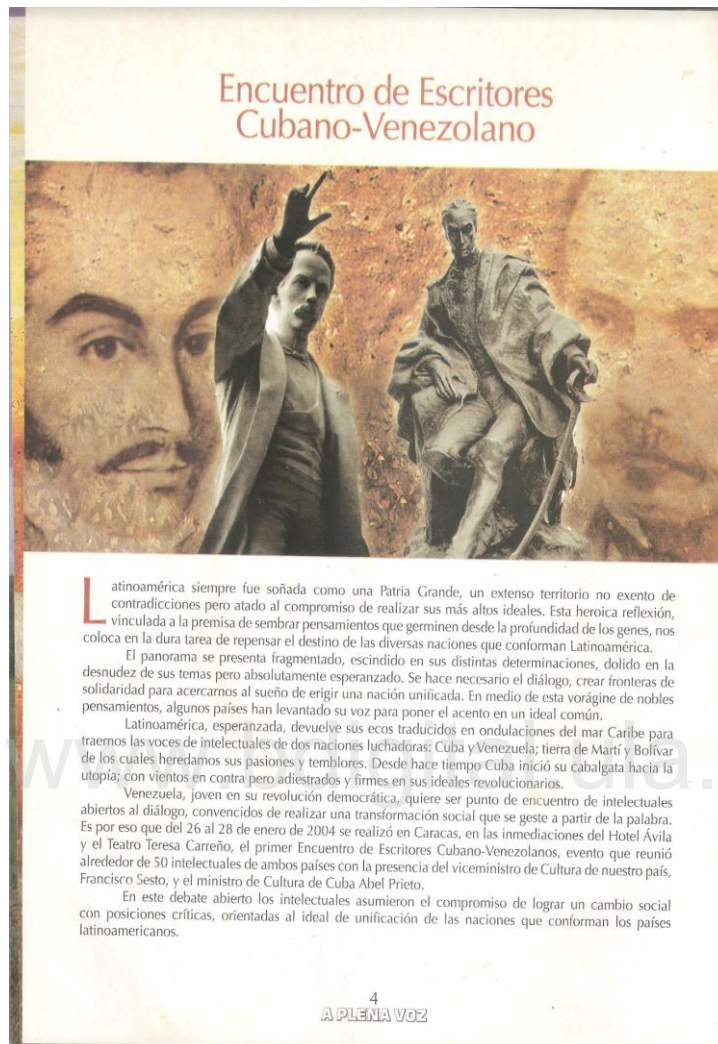 Encuentro de Escritores
Cubano-Venezolano
Latinoamérica siempre fue soñada como una Patria Grande, un extenso territorio no exento de
contradicciones pero atado al compromiso de realizar sus más altos ideales. Esta heroica reflexión,
vinculada a la premisa de sembrar pensamientos que germinen desde la profundidad de los genes, nos
coloca en la dura tarea de repensar el destino de las diversas naciones que conforman Latinoamérica.
El panorama se presenta fragmentado, escindido en sus distintas determinaciones, dolido en la
desnudez de sus temas pero absolutamente esperanzado. Se hace necesario el diálogo, crear fronteras de
solidaridad para acercarnos al sueño de erigir una nación unificada. En medio de esta vorágine de nobles
pensamientos, algunos países han levantado su voz para poner el acento en un ideal común.
Latinoamérica, esperanzada, devuelve sus ecos traducidos en ondulaciones del mar Caribe para
traernos las voces de intelectuales de dos naciones luchadoras: Cuba y Venezuela; tierra de Martí y Bolívar
de los cuales heredamos sus pasiones y temblores. Desde hace tiempo Cuba inició su cabalgata hacia la
utopía; con vientos en contra pero adiestrados y firmes en sus ideales revolucionarios.
Venezuela, joven en su revolución democrática, quiere ser punto de encuentro de intelectuales
abiertos al diálogo, convencidos de realizar una transformación social que se geste a partir de la palabra.
Es por eso que del 26 al 28 de enero de 2004 se realizó en Caracas, en las inmediaciones del Hotel Ávila
y el Teatro Teresa Carreño, el primer Encuentro de Escritores Cubano-Venezolanos, evento que reunió
alrededor de 50 intelectuales de ambos países con la presencia del viceministro de Cultura de nuestro país,
Francisco Sesto, y el ministro de Cultura de Cuba Abel Prieto.
En este debate abierto los intelectuales asumieron el compromiso de lograr un cambio social
con posiciones críticas, orientadas al ideal de unificación de las naciones que conforman los países
latinoamericanos.
www.bdigital.dia.
4
A PLENA VOZ